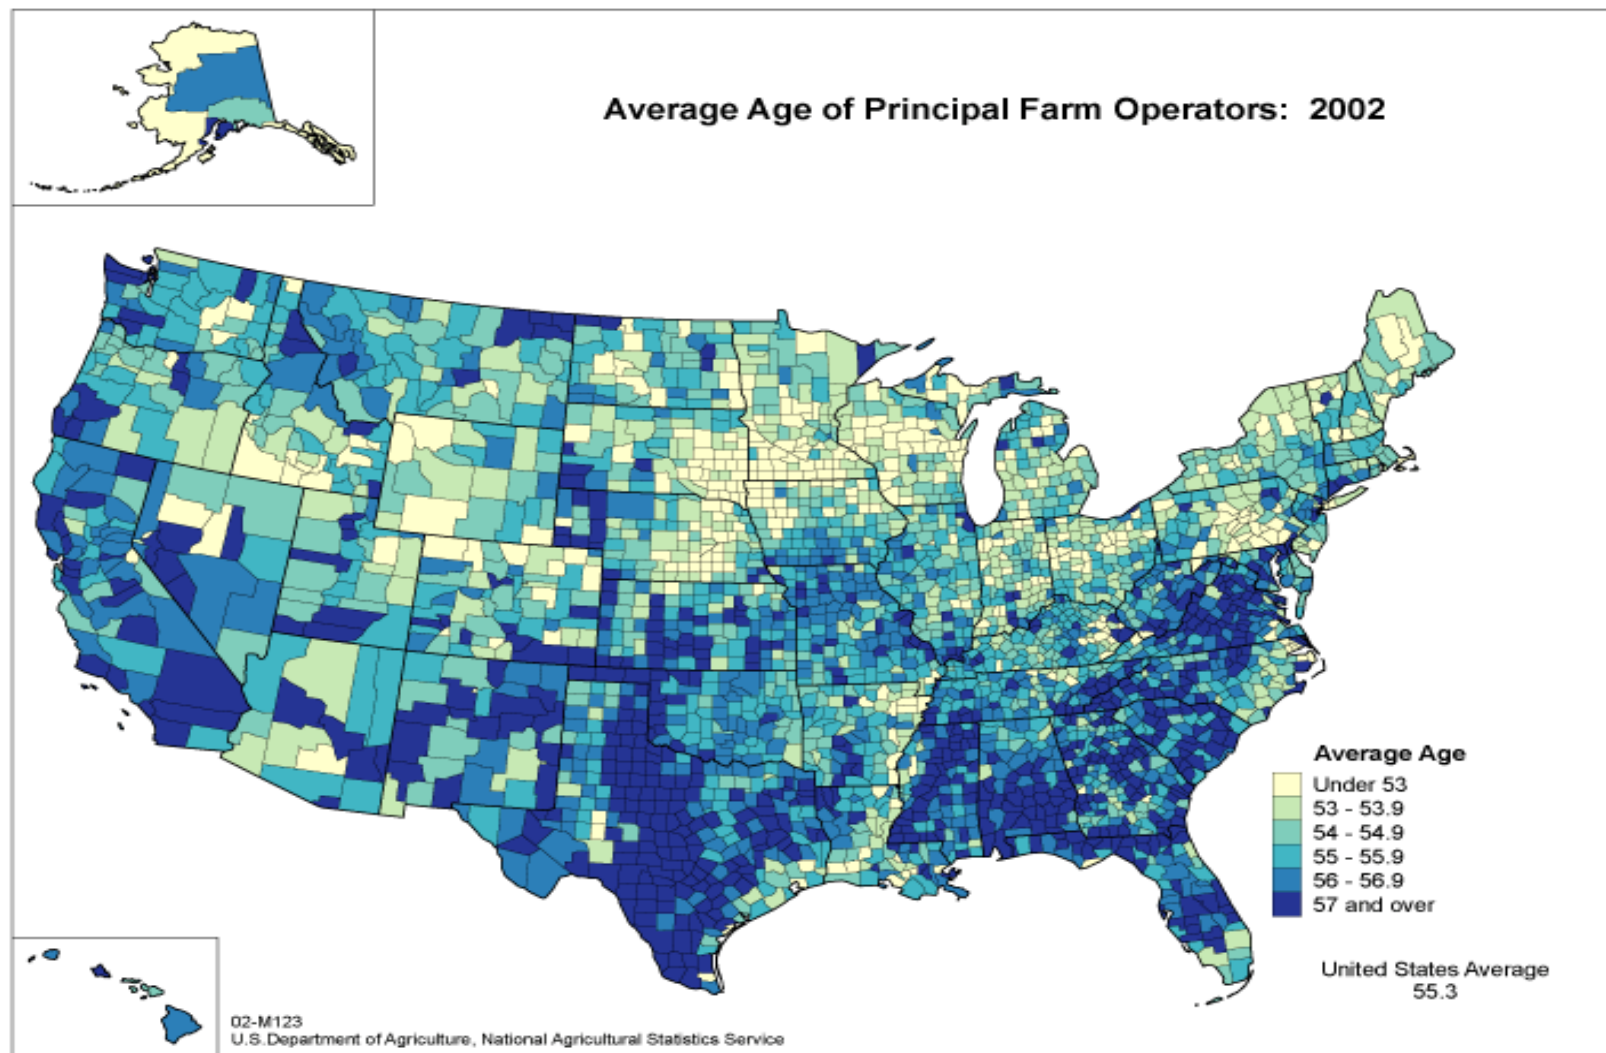 Average Age of Principal Farm Operators: 2002
Average Age
Under 53
53 - 53.9
54 - 54.9
55 - 55.9
56 - 56.9
57 and over
United States Average
55.3
02-M123
U.S.Department of Agriculture, National Agricultural Statistics Service